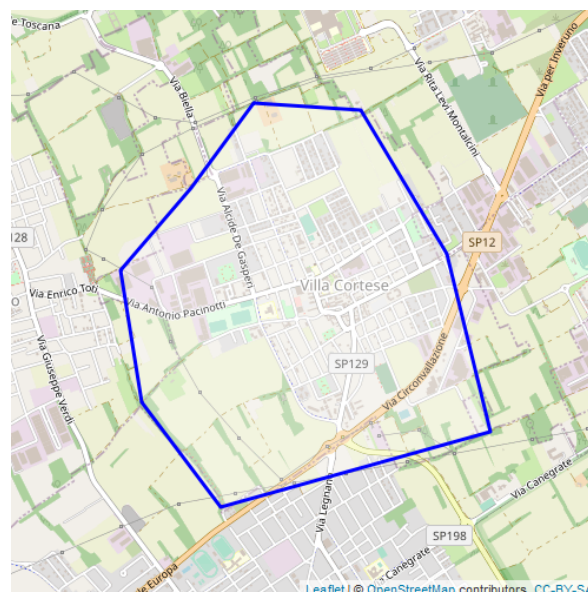 Toscana
Via Biella
Via Rita Levi Montalcini
Via per Inveruno
Via Alcide De Gasperi
128
SP12
Via Enrico Toti
Via Antonio Pacinotti
Villa Cortese
Via Giuseppe Verdi
SP129
Via Circonvallazione
Via Canegrate
Via Legnano
SP198
Canegrate
Europa
Leaflet | © OpenStreetMap contributors, CC-BY-S